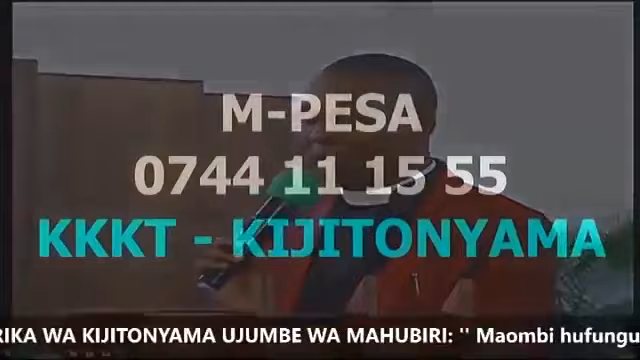 M-PESA
0744 11 15 55
KKKT - KIJITONYAMA
RIKA WA KIJITONYAMA UJUMBE WA MAHUBIRI: '' Maombi hufungu